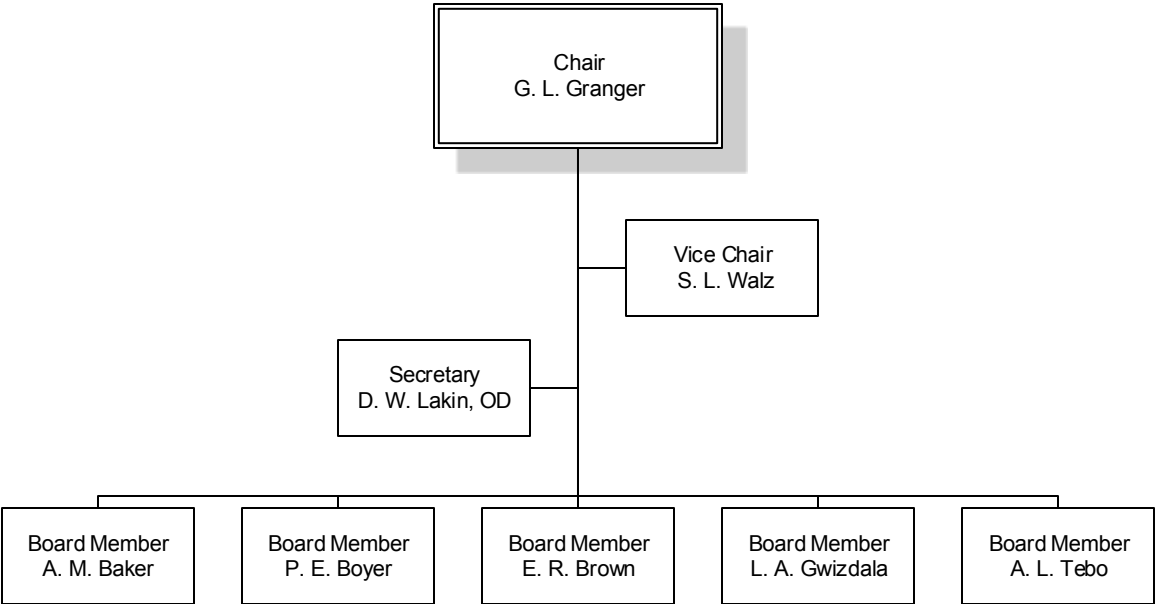 Chair
G. L. Granger
Vice Chair
S. L. Walz
Secretary
D. W. Lakin, OD
Board Member
A. M. Baker
Board Member
P. E. Boyer
Board Member
E. R. Brown
Board Member
L. A. Gwizdala
Board Member
A. L. Tebo